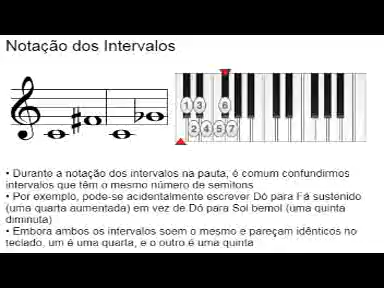 Notação dos Intervalos
1 3 6
2 4 5 7
• Durante a notação dos intervalos na pauta, é comum confundirmos
intervalos que têm o mesmo número de semitons
• Por exemplo, pode-se acidentalmente escrever Dó para Fá sustenido
(uma quarta aumentada) em vez de Dó para Sol bemol (uma quinta
diminuta)
• Embora ambos os intervalos soem o mesmo e pareçam idênticos no
teclado, um é uma quarta, e o outro é uma quinta